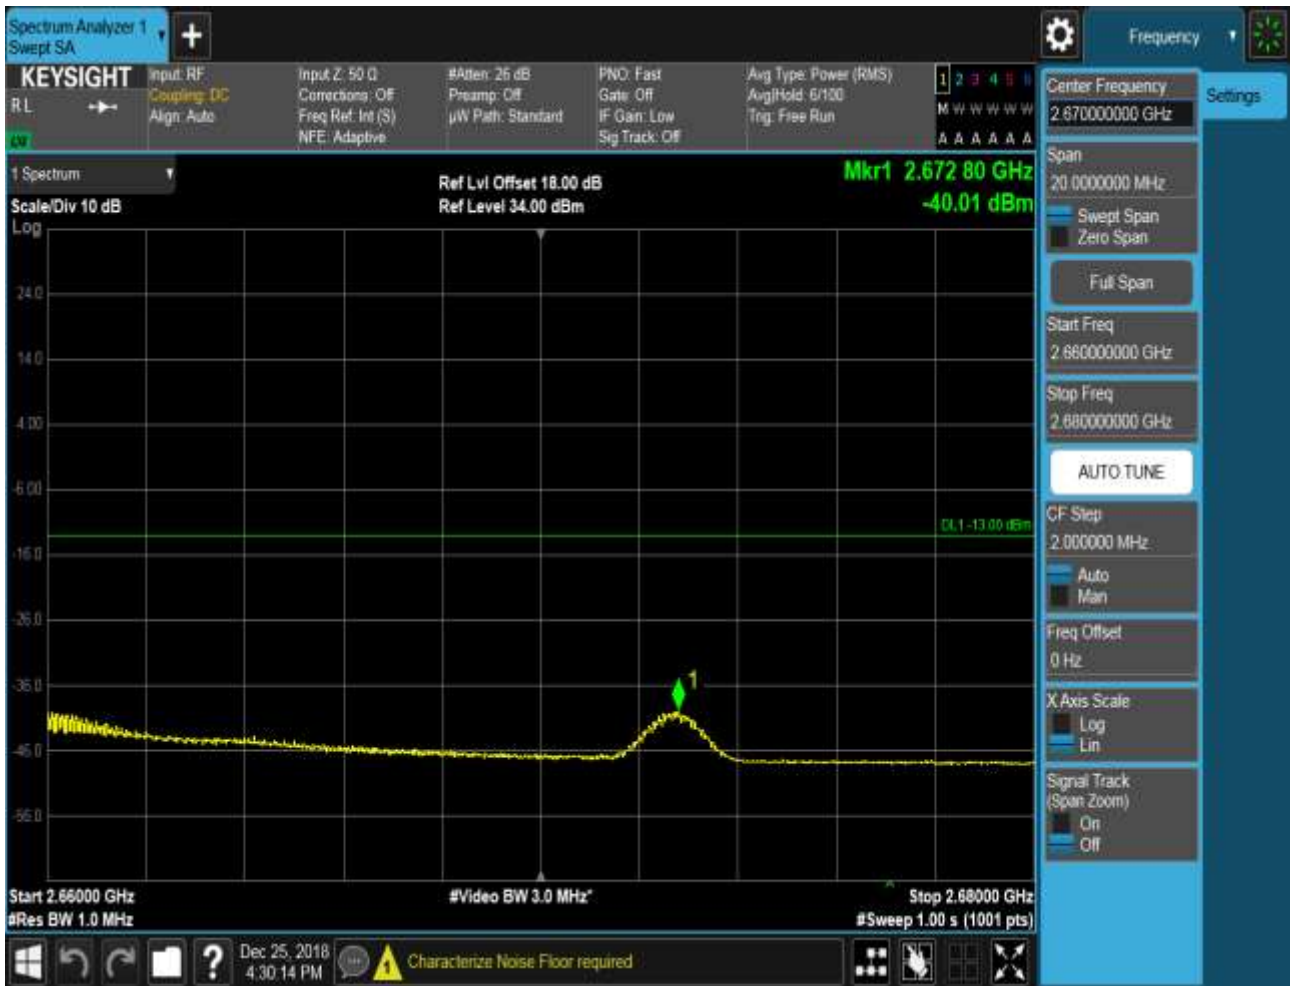 Spectrum Analyzer 1
Swept SA
Frequency
KEYSIGHT
RL
Input: RF
Coupling: DC
Align: Auto
Input Z: 50 Ω
Corrections: Off
Freq Ref: Int (S)
NFE: Adaptive
#Atten: 26 dB
Preamp: Off
µW Path: Standard
PNO: Fast
Gate: Off
IF Gain: Low
Sig Track: Off
Avg Type: Power (RMS)
Avg|Hold: 6/100
Trig: Free Run
1 2 3 4 5 6
M W W W W W
A A A A A A
1 Spectrum
Scale/Div 10 dB
Log
Ref Lvl Offset 18.00 dB
Ref Level 34.00 dBm
Mkr1 2.672 80 GHz
-40.01 dBm
24.0
14.0
4.00
-6.00
-16.0
-26.0
-36.0
-46.0
-56.0
DL1 -13.00 dBm
1
Start 2.66000 GHz
#Res BW 1.0 MHz
#Video BW 3.0 MHz*
Stop 2.68000 GHz
#Sweep 1.00 s (1001 pts)
Center Frequency
2.670000000 GHz
Settings
Span
20.0000000 MHz
Swept Span
Zero Span
Full Span
Start Freq
2.660000000 GHz
Stop Freq
2.680000000 GHz
AUTO TUNE
CF Step
2.000000 MHz
Auto
Man
Freq Offset
0 Hz
X Axis Scale
Log
Lin
Signal Track
(Span Zoom)
On
Off
?
Dec 25, 2018
4:30:14 PM
1
Characterize Noise Floor required